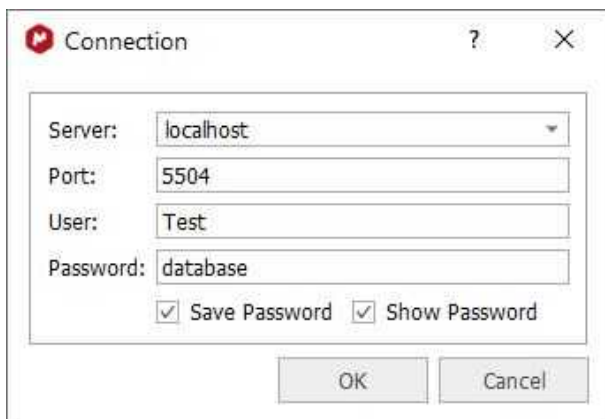 Connection
Server: localhost
Port: 5504
User: Test
Password: database
Save Password Show Password
OK Cancel